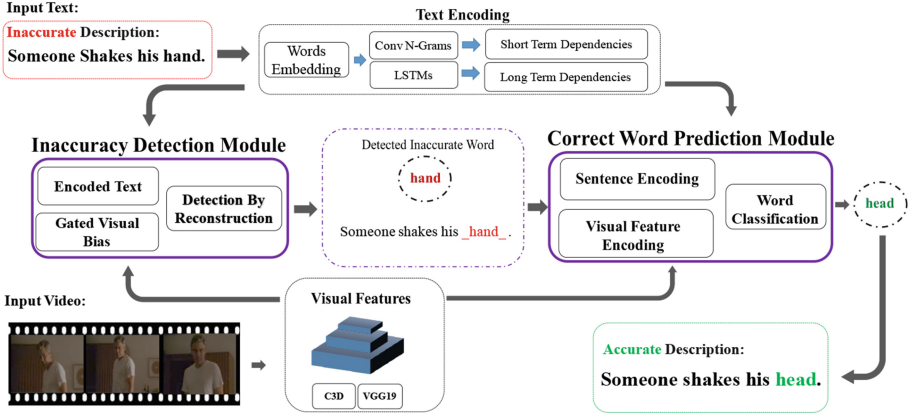 Input Text:
Inaccurate Description:
Someone Shakes his hand.
Text Encoding
Words
Embedding
Conv N-Grams
Short Term Dependencies
LSTMs
Long Term Dependencies
Inaccuracy Detection Module
Encoded Text
Gated Visual
Bias
Detection By
Reconstruction
Detected Inaccurate Word
hand
Someone shakes his _hand_ .
Correct Word Prediction Module
Sentence Encoding
Visual Feature
Encoding
Word
Classification
head
Input Video:
Visual Features
C3D
VGG19
Accurate Description:
Someone shakes his head.